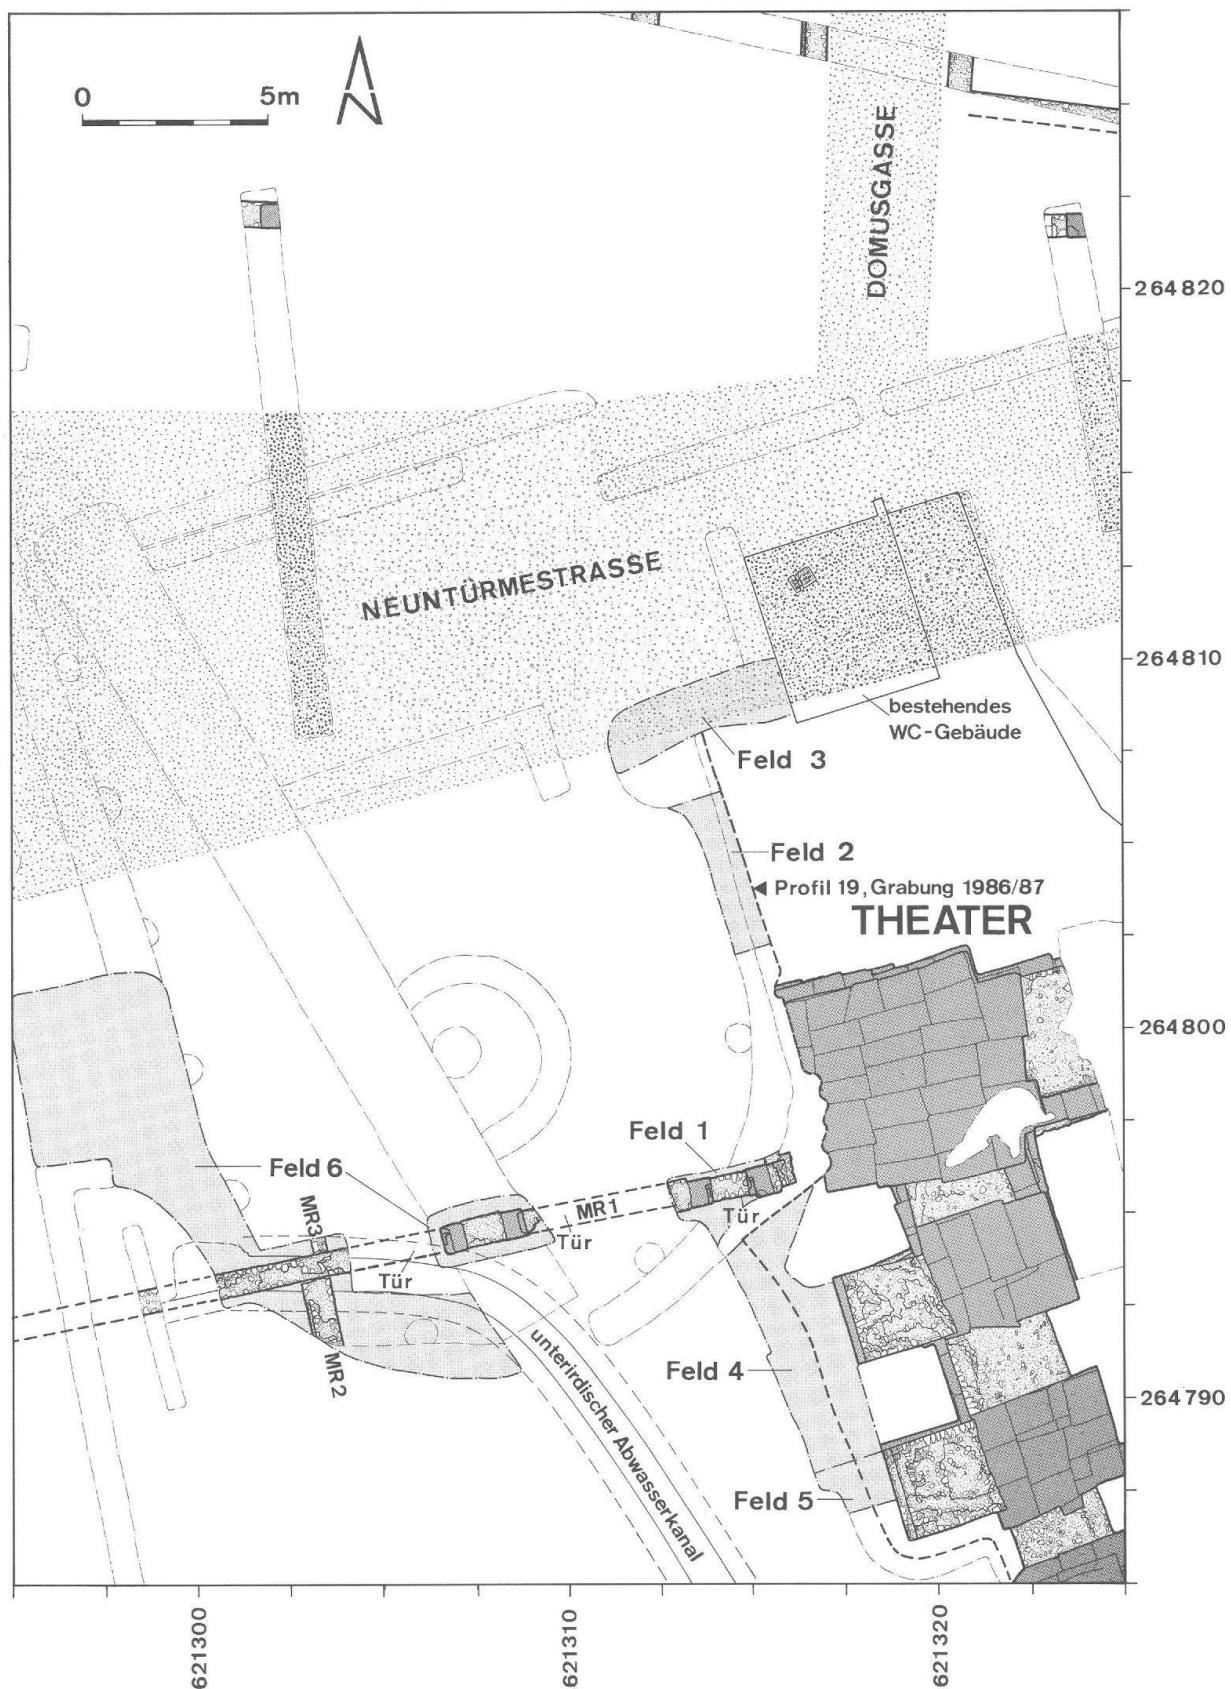 0 5m
N
DOMUSGASSE
264820
NEUNTÜRMESTRASSE
264810
bestehendes
WC-Gebäude
Feld 3
Feld 2
◄ Profil 19, Grabung 1986/87
THEATER
264800
Feld 1
Feld 6
MR3
MR1
Tür
Tür
Tür
MR2
unterirdischer Abwasserkanal
Feld 4
264790
Feld 5
621300
621310
621320